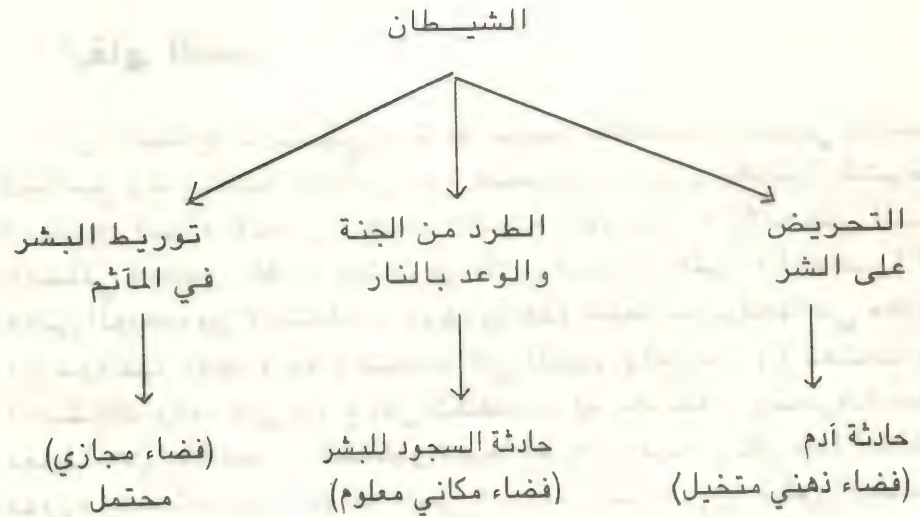 الشيـطان
التحريض
على الشر
الطرد من الجنة
والوعد بالنار
توريط البشر
في المآثم
حادثة آدم
(فضاء ذهني متخيل)
حادثة السجود للبشر
(فضاء مكاني معلوم)
(فضاء مجازي)
محتمل